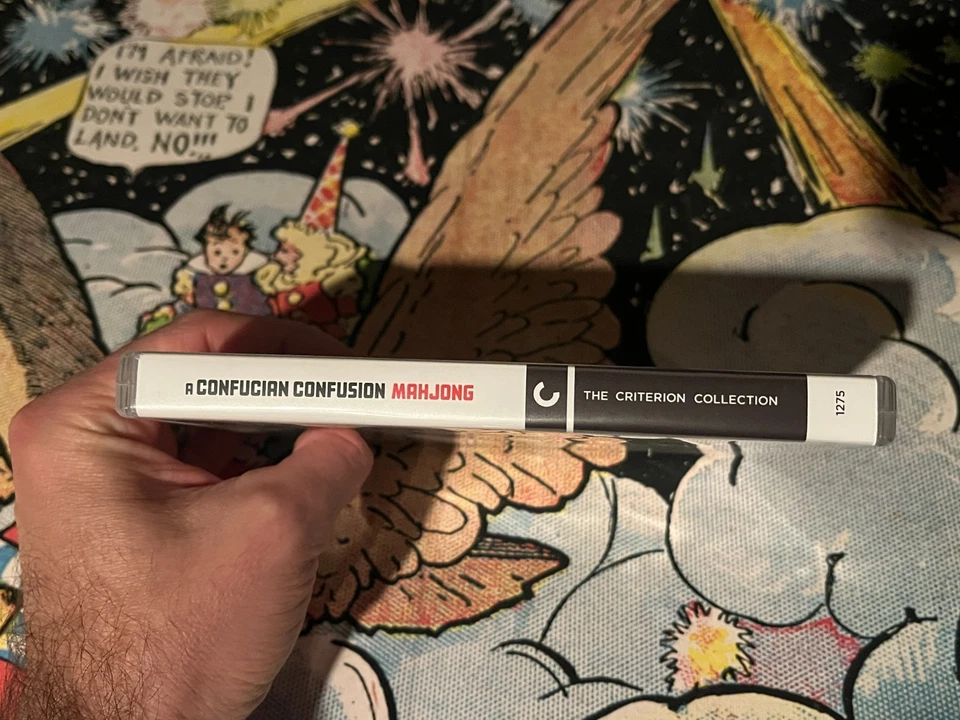 I'M AFRAID!
I WISH THEY
WOULD STOP I
DON'T WANT TO
LAND, NO!!!
A CONFUCIAN CONFUSION MAHJONG THE CRITERION COLLECTION 1275